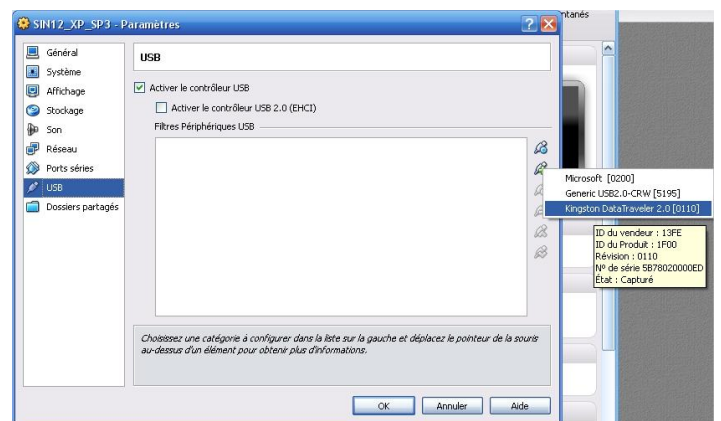 SIN12_XP_SP3 - Paramètres
ntanés
Général
Système
Affichage
Stockage
Son
Réseau
Ports séries
USB
Dossiers partagés
USB
Activer le contrôleur USB
Activer le contrôleur USB 2.0 (EHCI)
Filtres Périphériques USB
Microsoft [0200]
Generic USB2.0-CRW [5195]
Kingston DataTraveler 2.0 [0110]
ID du vendeur : 13FE
ID du Produit : 1F00
Révision : 0110
Nº de série 5B78020000ED
État : Capturé
Choisissez une catégorie à configurer dans la liste sur la gauche et déplacez le pointeur de la souris
au-dessus d'un élément pour obtenir plus d'informations.
OK
Annuler
Aide